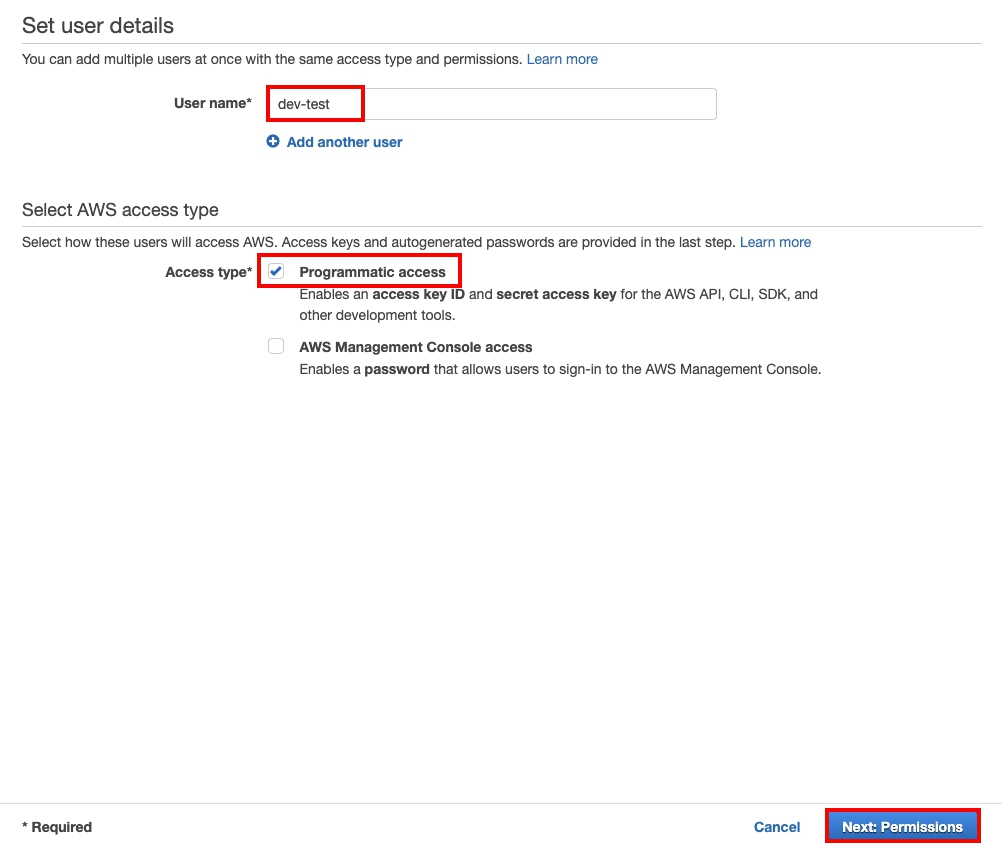 Set user details
You can add multiple users at once with the same access type and permissions. Learn more
User name* dev-test
Add another user
Select AWS access type
Select how these users will access AWS. Access keys and autogenerated passwords are provided in the last step. Learn more
Access type* Programmatic access
Enables an access key ID and secret access key for the AWS API, CLI, SDK, and
other development tools.
AWS Management Console access
Enables a password that allows users to sign-in to the AWS Management Console.
* Required Cancel Next: Permissions